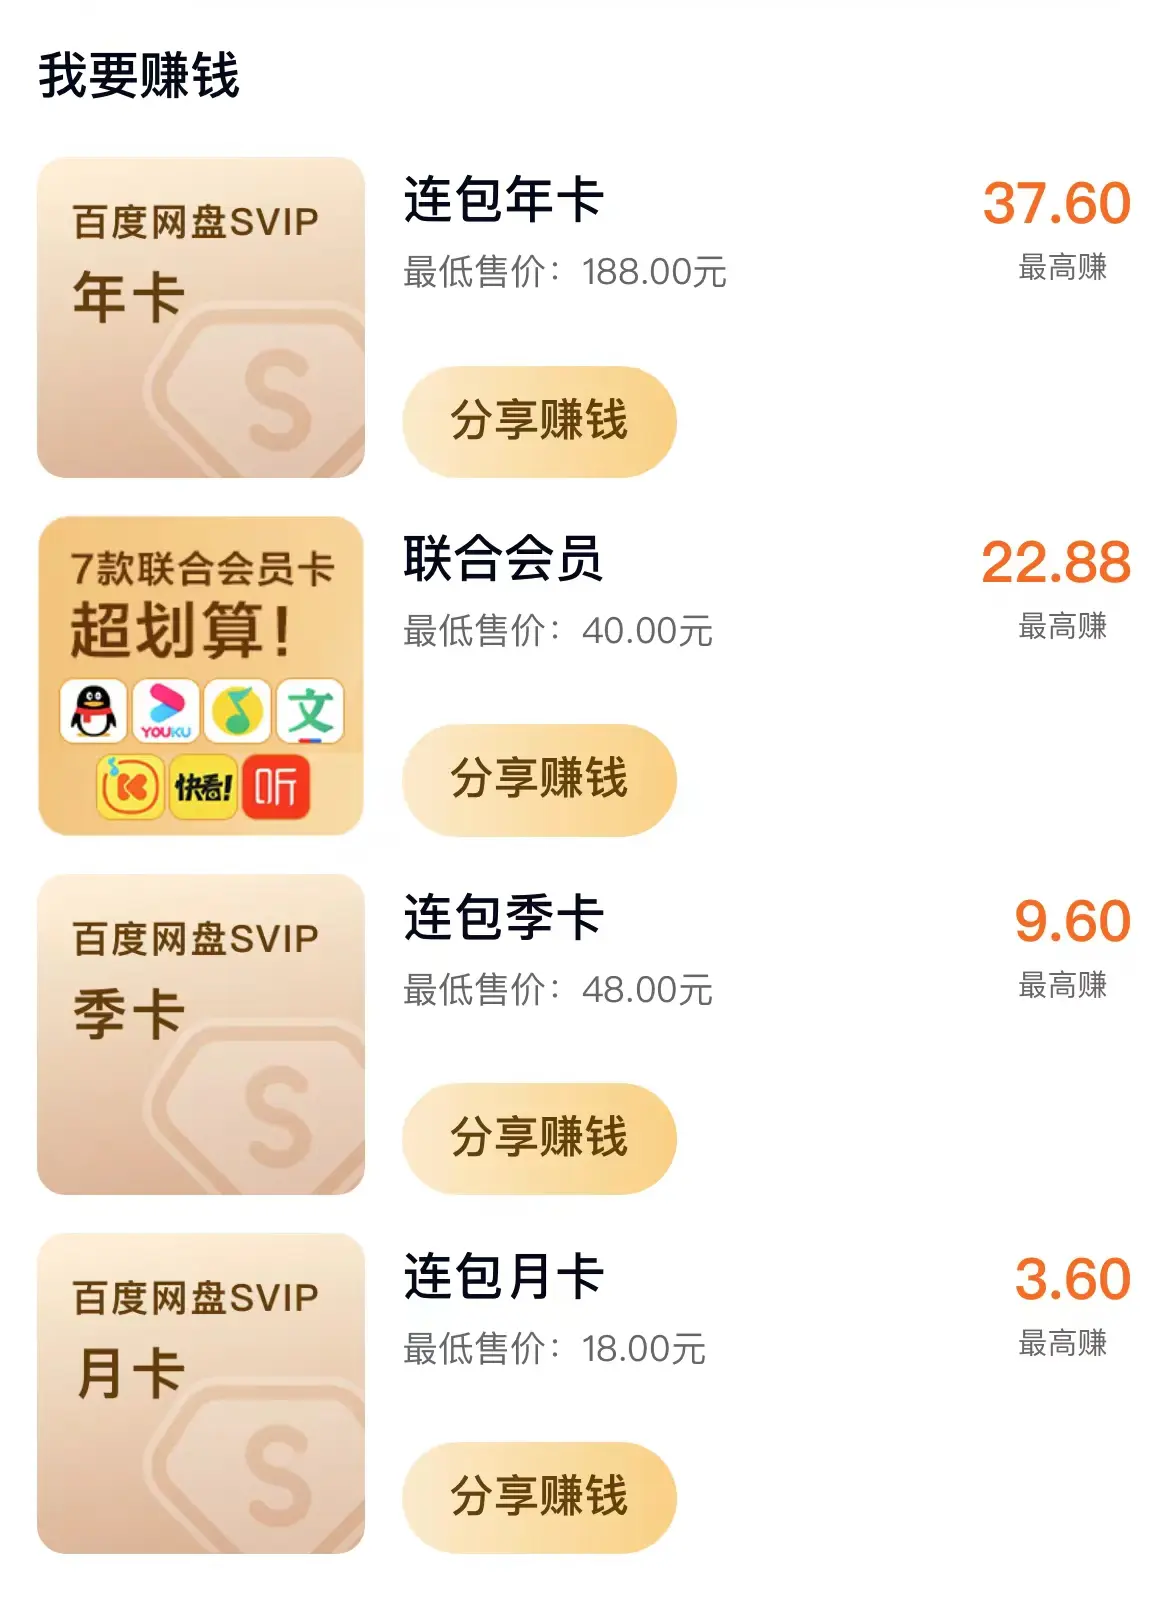 我要赚钱
百度网盘SVIP
年卡
S
连包年卡
最低售价：188.00元
分享赚钱
37.60
最高赚
7款联合会员卡
超划算!
YOUKU
文
K
快看!
听
联合会员
最低售价：40.00元
分享赚钱
22.88
最高赚
百度网盘SVIP
季卡
S
连包季卡
最低售价：48.00元
分享赚钱
9.60
最高赚
百度网盘SVIP
月卡
S
连包月卡
最低售价：18.00元
分享赚钱
3.60
最高赚